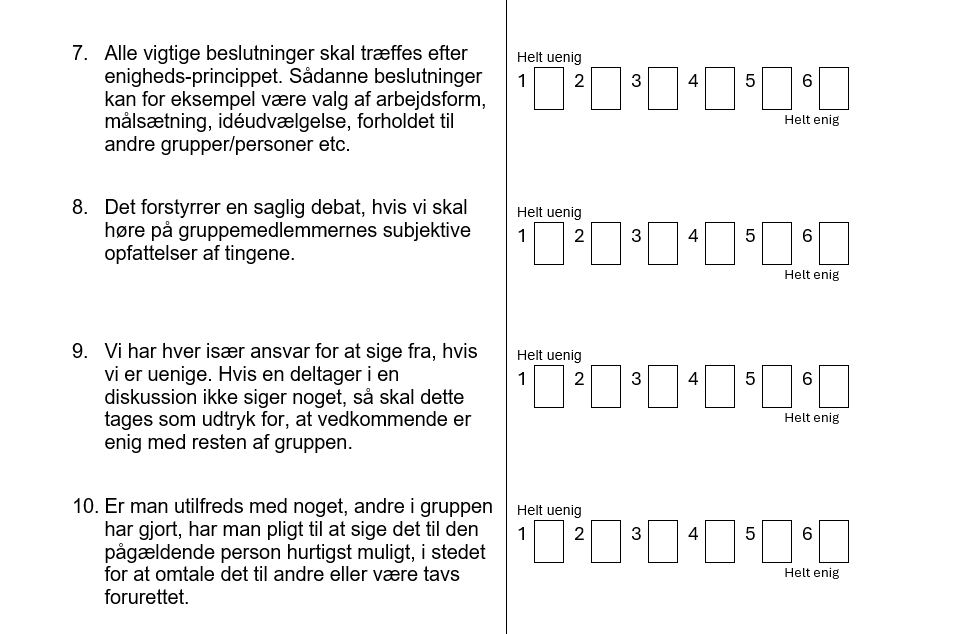 7. Alle vigtige beslutninger skal træffes efter
enigheds-princippet. Sådanne beslutninger
kan for eksempel være valg af arbejdsform,
målsætning, idéudvælgelse, forholdet til
andre grupper/personer etc.
Helt uenig
1 2 3 4 5 6
Helt enig
8. Det forstyrrer en saglig debat, hvis vi skal
høre på gruppemedlemmernes subjektive
opfattelser af tingene.
Helt uenig
1 2 3 4 5 6
Helt enig
9. Vi har hver især ansvar for at sige fra, hvis
vi er uenige. Hvis en deltager i en
diskussion ikke siger noget, så skal dette
tages som udtryk for, at vedkommende er
enig med resten af gruppen.
Helt uenig
1 2 3 4 5 6
Helt enig
10. Er man utilfreds med noget, andre i gruppen
har gjort, har man pligt til at sige det til den
pågældende person hurtigst muligt, i stedet
for at omtale det til andre eller være tavs
forurettet.
Helt uenig
1 2 3 4 5 6
Helt enig